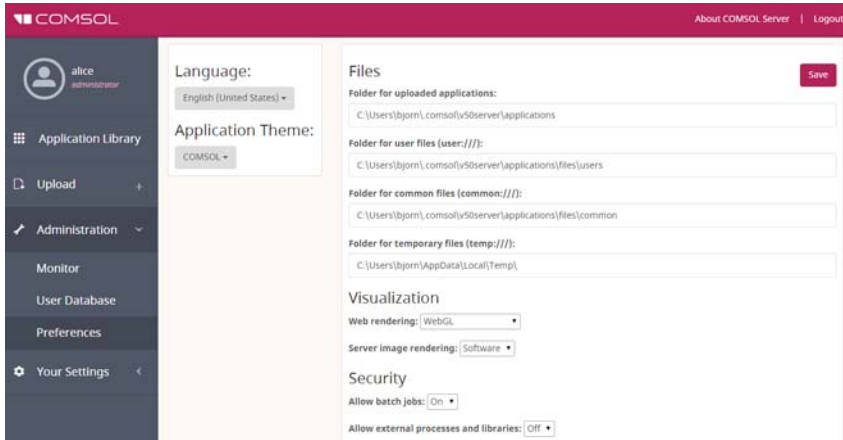 COMSOL
About COMSOL Server | Logout
alice
administrator
Application Library
Upload +
Administration
Monitor
User Database
Preferences
Your Settings
Language:
English (United States)
Application Theme:
COMSOL
Files
Save
Folder for uploaded applications:
C:\Users\bjorn\.comsol\v50server\applications
Folder for user files (user:///):
C:\Users\bjorn\.comsol\v50server\applications\files\users
Folder for common files (common:///):
C:\Users\bjorn\.comsol\v50server\applications\files\common
Folder for temporary files (temp:///):
C:\Users\bjorn\AppData\Local\Temp\
Visualization
Web rendering: WebGL
Server image rendering: Software
Security
Allow batch jobs: On
Allow external processes and libraries: Off